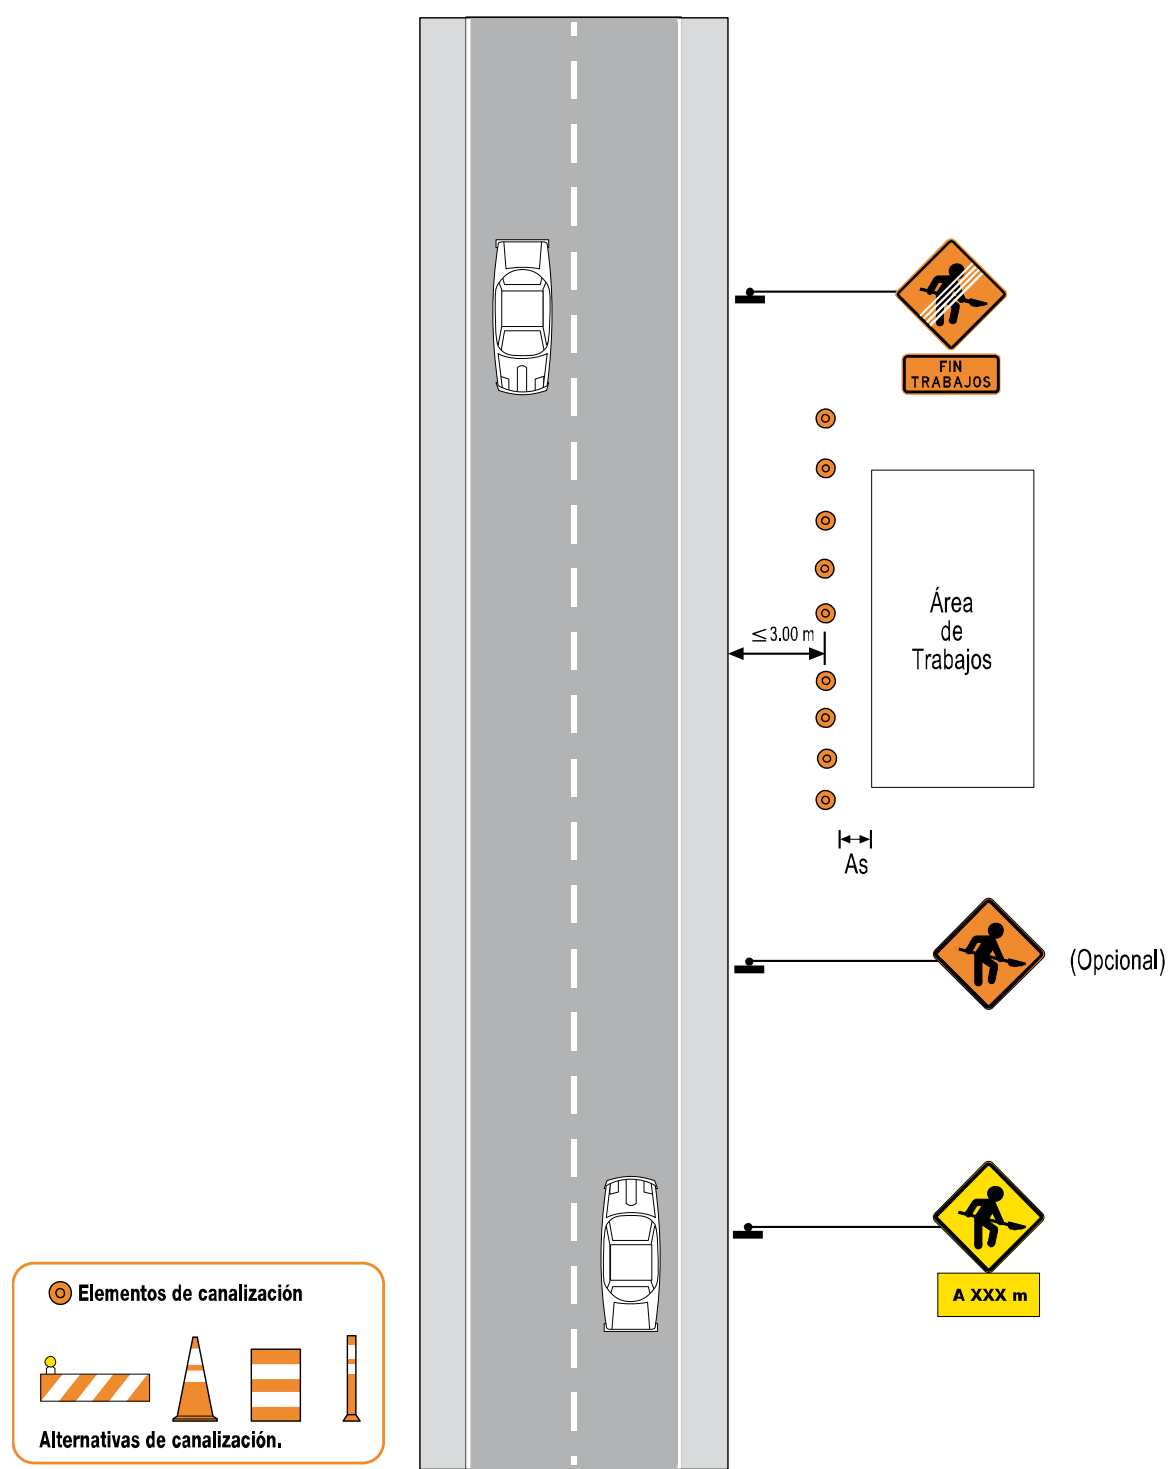 FIN
TRABAJOS
Área
de
Trabajos
≤ 3.00 m
As
(Opcional)
A XXX m
Elementos de canalización
Alternativas de canalización.